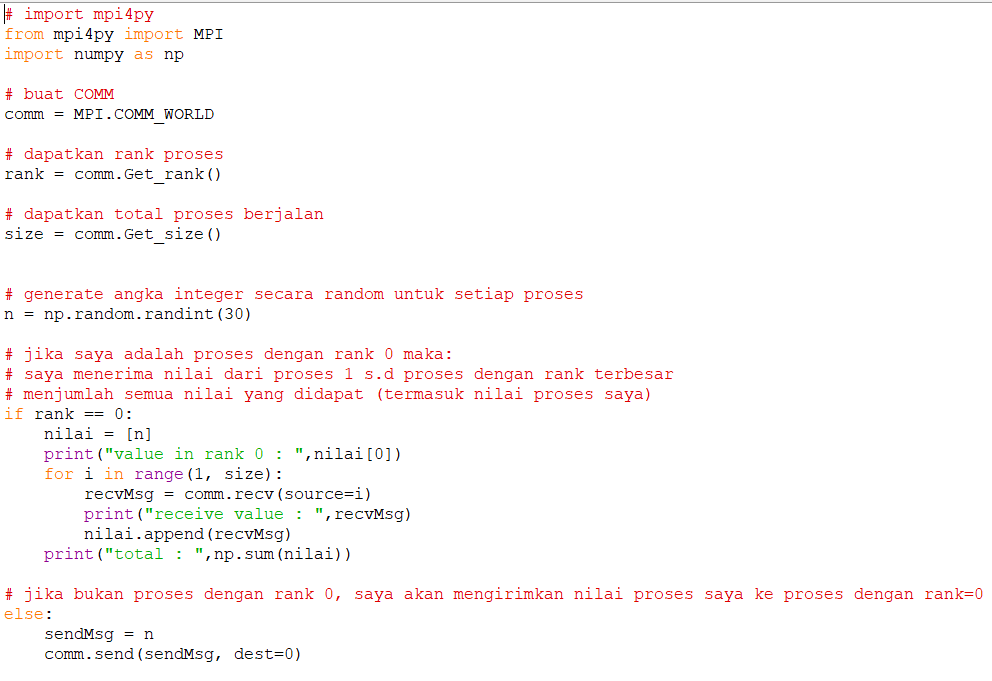 # import mpi4py
from mpi4py import MPI
import numpy as np

# buat COMM
comm = MPI.COMM_WORLD

# dapatkan rank proses
rank = comm.Get_rank()

# dapatkan total proses berjalan
size = comm.Get_size()


# generate angka integer secara random untuk setiap proses
n = np.random.randint(30)

# jika saya adalah proses dengan rank 0 maka:
# saya menerima nilai dari proses 1 s.d proses dengan rank terbesar
# menjumlah semua nilai yang didapat (termasuk nilai proses saya)
if rank == 0:
    nilai = [n]
    print("value in rank 0 : ",nilai[0])
    for i in range(1, size):
        recvMsg = comm.recv(source=i)
        print("receive value : ",recvMsg)
        nilai.append(recvMsg)
    print("total : ",np.sum(nilai))

# jika bukan proses dengan rank 0, saya akan mengirimkan nilai proses saya ke proses dengan rank=0
else:
    sendMsg = n
    comm.send(sendMsg, dest=0)